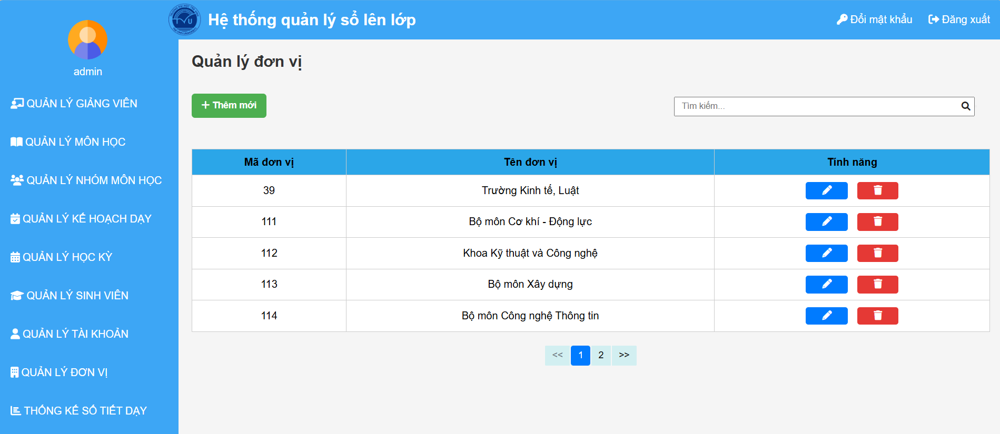 Hệ thống quản lý sổ lên lớp
Đổi mật khẩu
Đăng xuất
admin
QUẢN LÝ GIẢNG VIÊN
QUẢN LÝ MÔN HỌC
QUẢN LÝ NHÓM MÔN HỌC
QUẢN LÝ KẾ HOẠCH DẠY
QUẢN LÝ HỌC KỲ
QUẢN LÝ SINH VIÊN
QUẢN LÝ TÀI KHOẢN
QUẢN LÝ ĐƠN VỊ
THỐNG KÊ SỐ TIẾT DẠY
Quản lý đơn vị
Thêm mới
Tìm kiếm...
Mã đơn vị Tên đơn vị Tính năng
39 Trường Kinh tế, Luật
111 Bộ môn Cơ khí - Động lực
112 Khoa Kỹ thuật và Công nghệ
113 Bộ môn Xây dựng
114 Bộ môn Công nghệ Thông tin
<< 1 2 >>